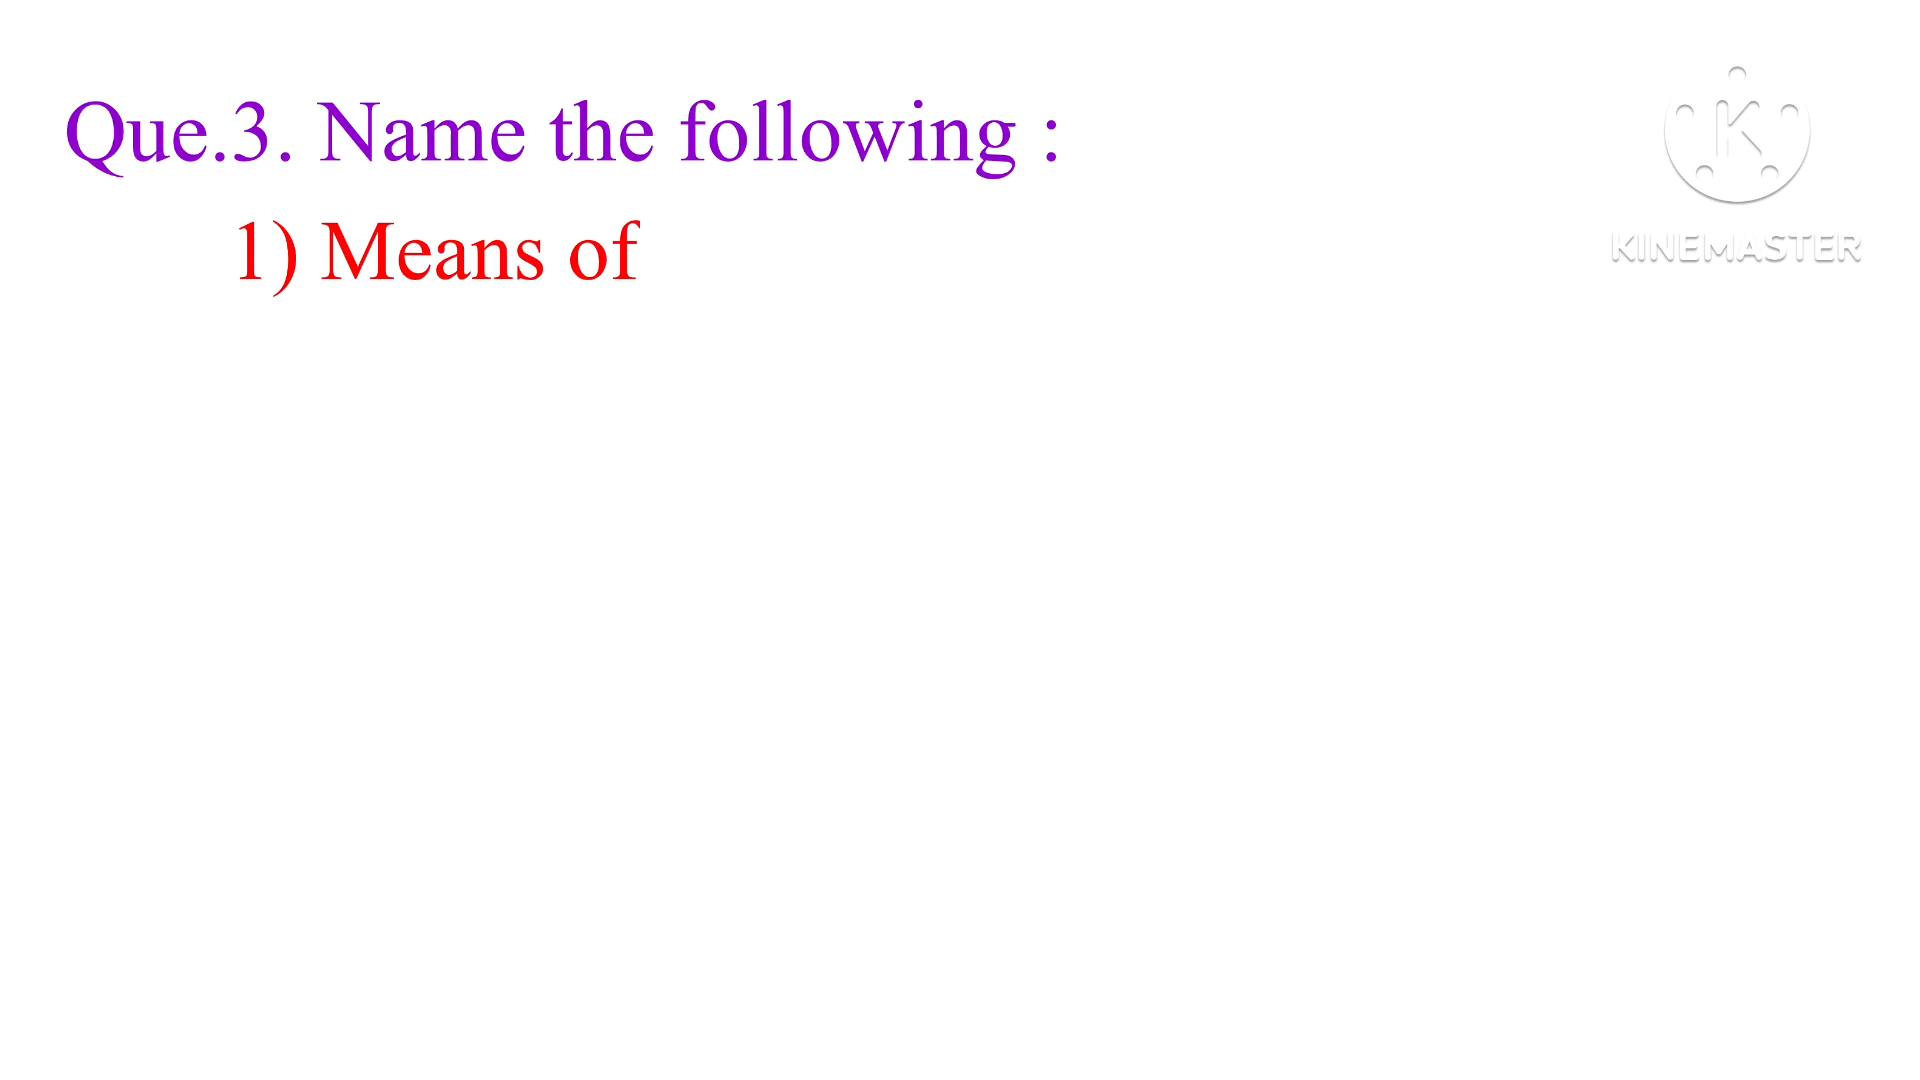 Que.3. Name the following :
1) Means of
KINEMASTER